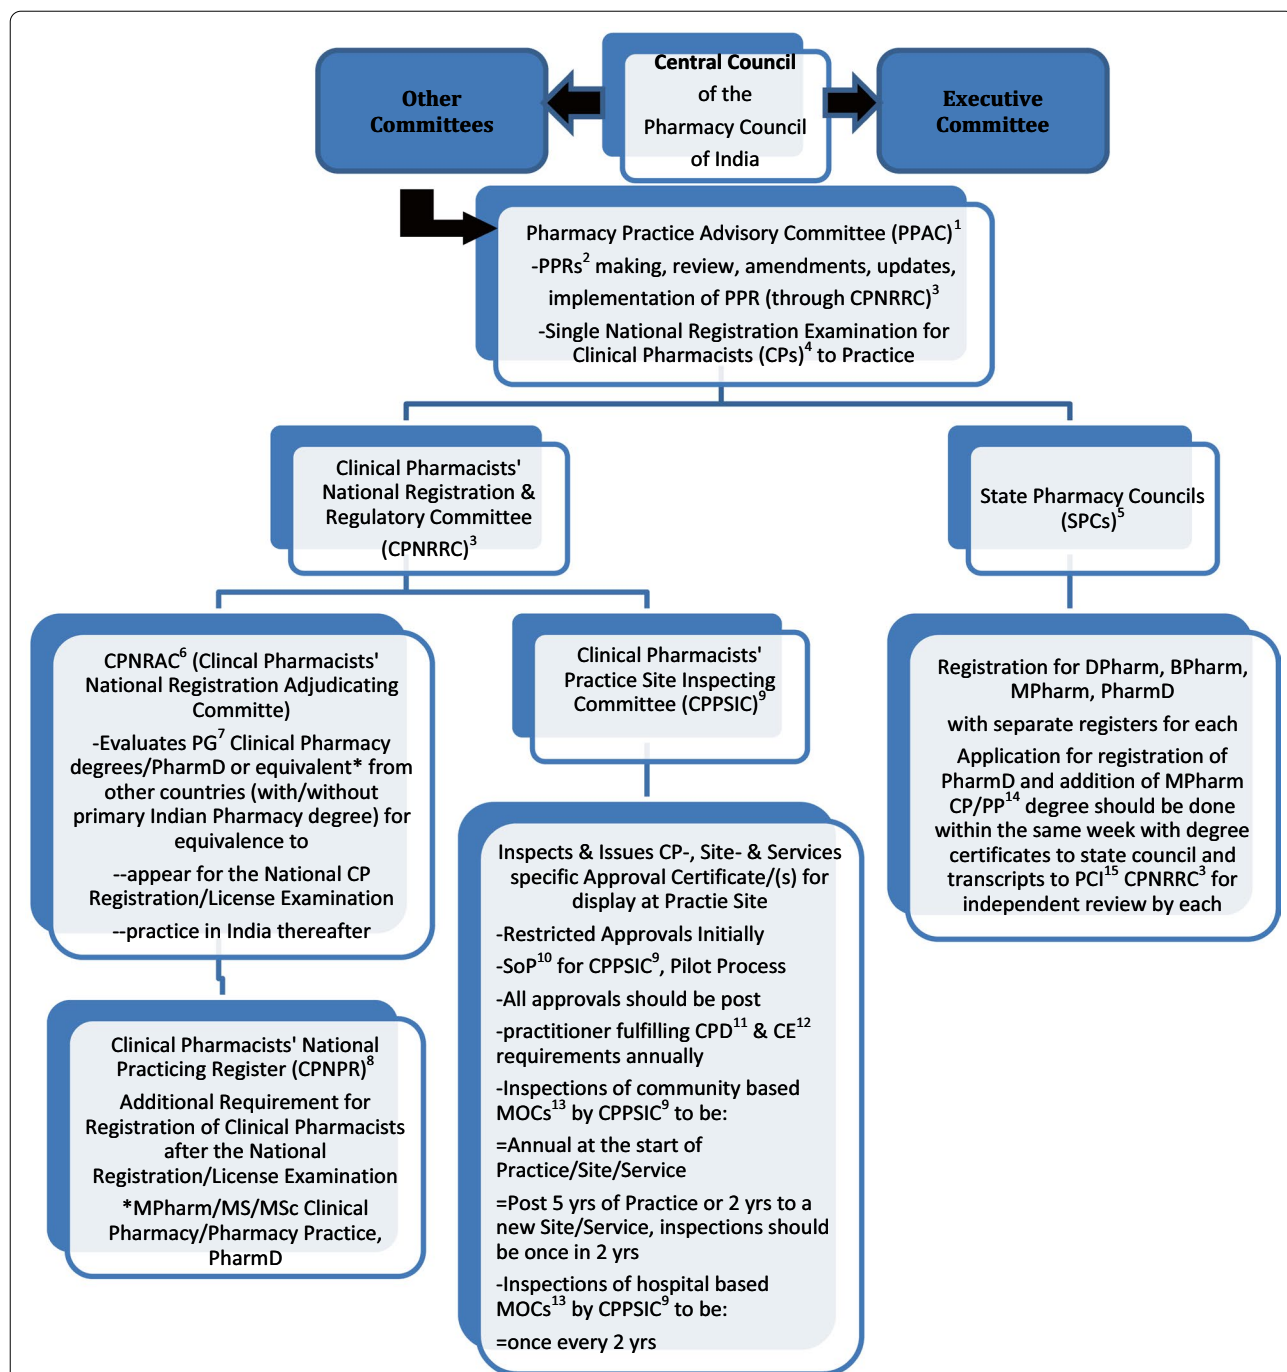 Other
Committees
Central Council
of the
Pharmacy Council
of India
Executive
Committee
Pharmacy Practice Advisory Committee (PPAC)1
-PPRs2 making, review, amendments, updates,
implementation of PPR (through CPNRRC)3
-Single National Registration Examination for
Clinical Pharmacists (CPs)4 to Practice
Clinical Pharmacists'
National Registration &
Regulatory Committee
(CPNRRC)3
State Pharmacy Councils
(SPCs)5
CPNRAC6 (Clincal Pharmacists'
National Registration Adjudicating
Committe)
-Evaluates PG7 Clinical Pharmacy
degrees/PharmD or equivalent* from
other countries (with/without
primary Indian Pharmacy degree) for
equivalence to
--appear for the National CP
Registration/License Examination
--practice in India thereafter
Clinical Pharmacists'
Practice Site Inspecting
Committee (CPPSIC)9
Registration for DPharm, BPharm,
MPharm, PharmD
with separate registers for each
Application for registration of
PharmD and addition of MPharm
CP/PP14 degree should be done
within the same week with degree
certificates to state council and
transcripts to PCI15 CPNRRC3 for
independent review by each
Clinical Pharmacists' National
Practicing Register (CPNPR)8
Additional Requirement for
Registration of Clinical Pharmacists
after the National
Registration/License Examination
*MPharm/MS/MSc Clinical
Pharmacy/Pharmacy Practice,
PharmD
Inspects & Issues CP-, Site- & Services
specific Approval Certificate/(s) for
display at Practie Site
-Restricted Approvals Initially
-SoP10 for CPPSIC9, Pilot Process
-All approvals should be post
-practitioner fulfilling CPD11 & CE12
requirements annually
-Inspections of community based
MOCs13 by CPPSIC9 to be:
=Annual at the start of
Practice/Site/Service
=Post 5 yrs of Practice or 2 yrs to a
new Site/Service, inspections should
be once in 2 yrs
-Inspections of hospital based
MOCs13 by CPPSIC9 to be:
=once every 2 yrs